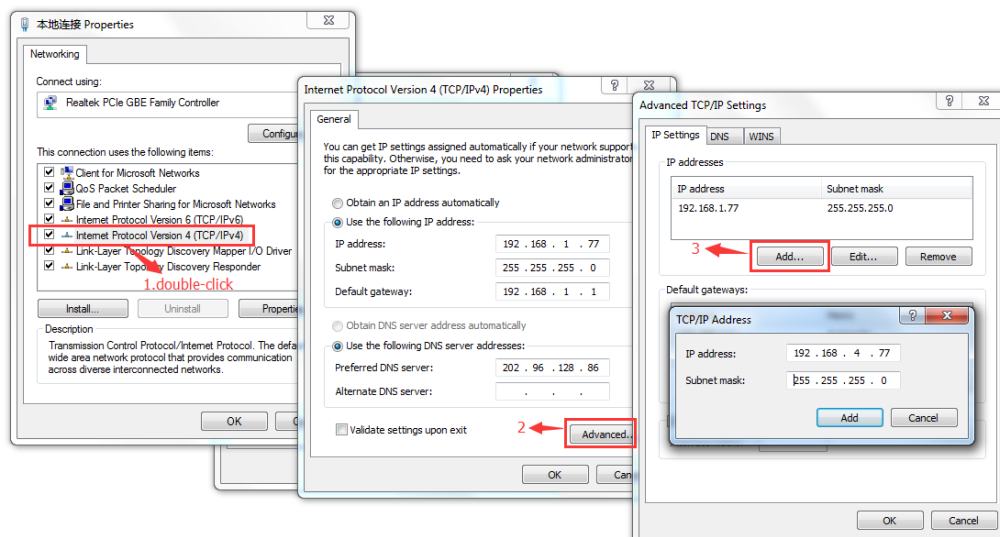 本地连接 Properties
Networking
Connect using:
Realtek PCIe GBE Family Controller
Configu
This connection uses the following items:
Client for Microsoft Networks
QoS Packet Scheduler
File and Printer Sharing for Microsoft Networks
Internet Protocol Version 6 (TCP/IPv6)
Internet Protocol Version 4 (TCP/IPv4)
Link-Layer Topology Discovery Mapper I/O Driver
Link-Layer Topology Discovery Responder
1.double-click
Install...
Uninstall
Properti
Description
Transmission Control Protocol/Internet Protocol. The defa
wide area network protocol that provides communication
across diverse interconnected networks.
OK
C
Internet Protocol Version 4 (TCP/IPv4) Properties
General
You can get IP settings assigned automatically if your network support
this capability. Otherwise, you need to ask your network administrator
for the appropriate IP settings.
Obtain an IP address automatically
Use the following IP address:
IP address:
192 . 168 . 1 . 77
Subnet mask:
255 . 255 . 255 . 0
Default gateway:
192 . 168 . 1 . 1
Obtain DNS server address automatically
Use the following DNS server addresses:
Preferred DNS server:
202 . 96 . 128 . 86
Alternate DNS server:
. . .
Validate settings upon exit
2
Advanced..
OK
Can
Advanced TCP/IP Settings
IP Settings
DNS
WINS
IP addresses
IP address
Subnet mask
192.168.1.77
255.255.255.0
3
Add...
Edit...
Remove
Default gateways:
TCP/IP Address
IP address:
192 . 168 . 4 . 77
Subnet mask:
255 . 255 . 255 . 0
Add
Cancel
OK
Cancel